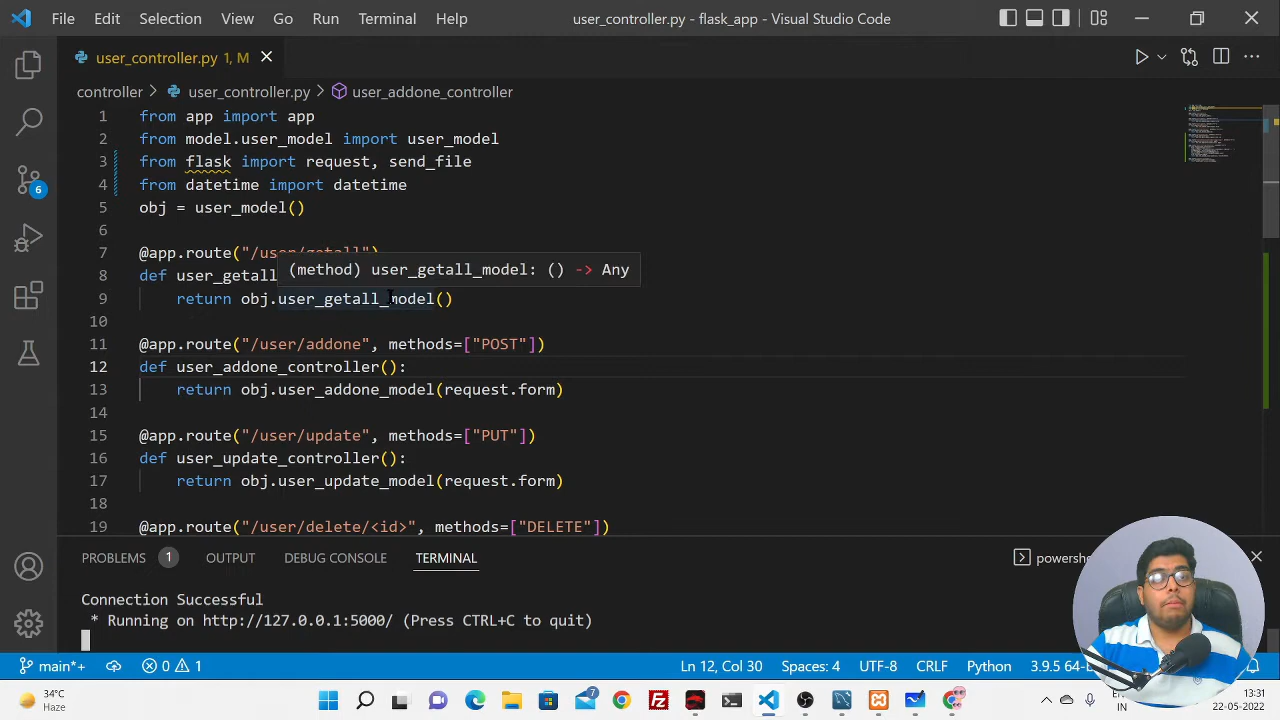 File Edit Selection View Go Run Terminal Help user_controller.py - flask_app - Visual Studio Code
user_controller.py 1, M
controller > user_controller.py > user_addone_controller
1 from app import app
2 from model.user_model import user_model
3 from flask import request, send_file
4 from datetime import datetime
5 obj = user_model()
6
7 @app.route("/user/getall")
(method) user_getall_model: () -> Any
8 def user_getall
9 return obj.user_getall_model()
10
11 @app.route("/user/addone", methods=["POST"])
12 def user_addone_controller():
13 return obj.user_addone_model(request.form)
14
15 @app.route("/user/update", methods=["PUT"])
16 def user_update_controller():
17 return obj.user_update_model(request.form)
18
19 @app.route("/user/delete/<id>", methods=["DELETE"])
6
PROBLEMS 1 OUTPUT DEBUG CONSOLE TERMINAL powershe
Connection Successful
* Running on http://127.0.0.1:5000/ (Press CTRL+C to quit)
main*+ 0 1 Ln 12, Col 30 Spaces: 4 UTF-8 CRLF Python 3.9.5 64-
34°C
Haze
7
Fz
IN
13:31
22-05-2022